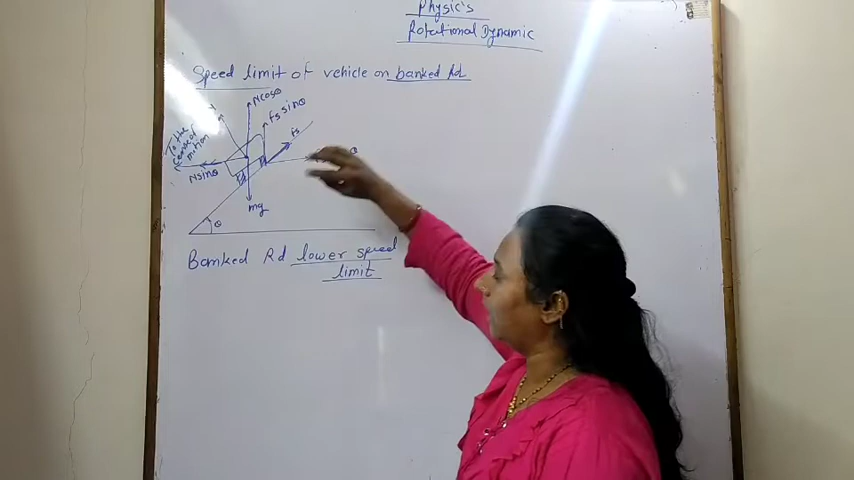 Physic's
Rotational Dynamic
Speed limit of vehicle on banked Rd
Ncosθ
fs sinθ
fs
To the
Centre of
motion
Nsinθ
mg
θ
Banked Rd lower speed
limit